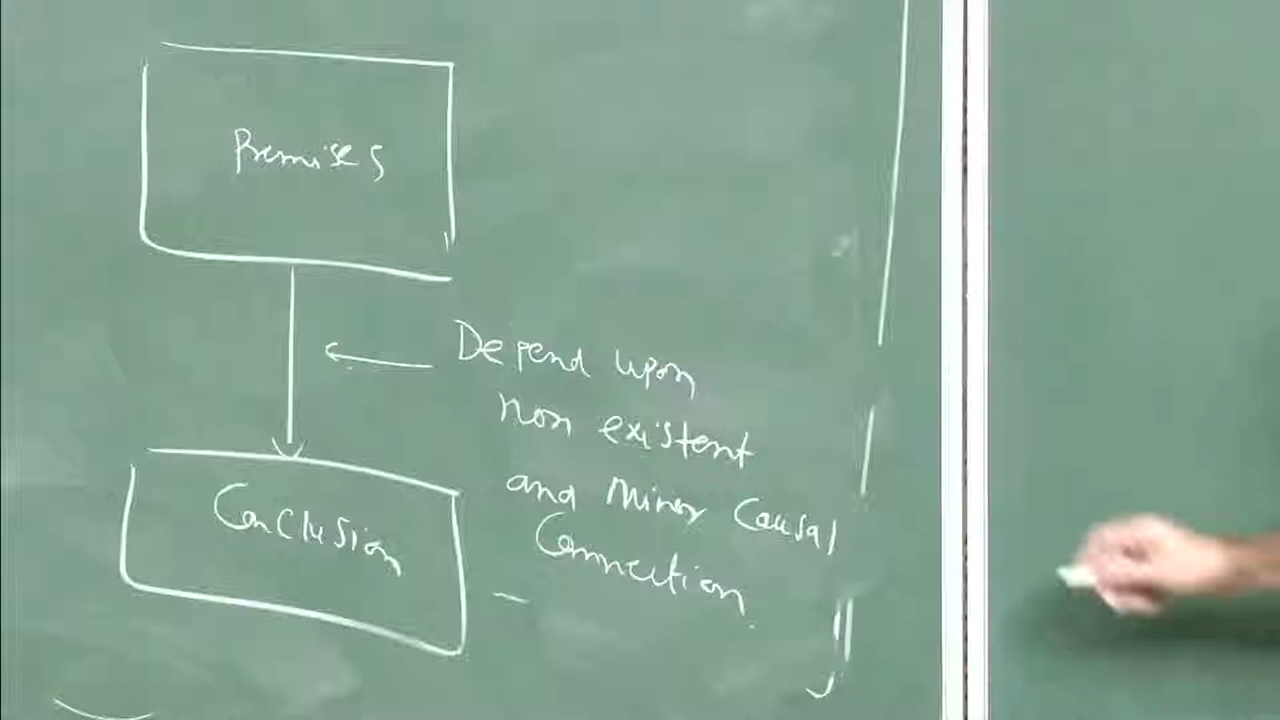 Premises
Depend upon
non existent
and Minor Causal
Connection
Conclusion